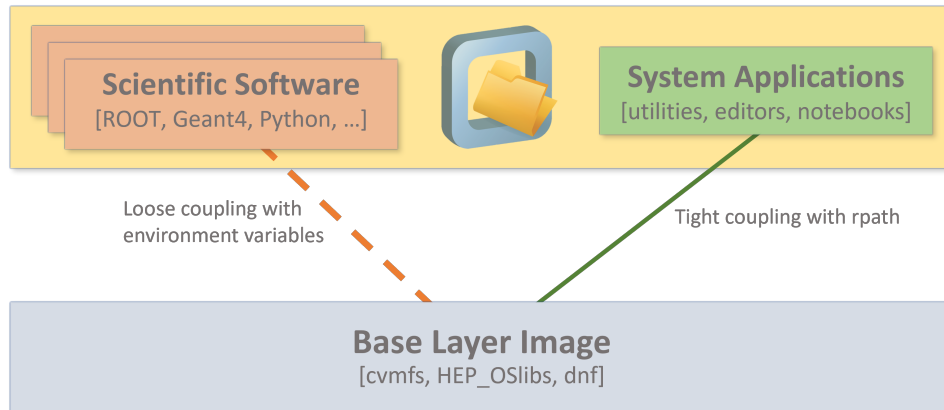 Scientific Software
[ROOT, Geant4, Python, …]
System Applications
[utilities, editors, notebooks]
Loose coupling with
environment variables
Tight coupling with rpath
Base Layer Image
[cvmfs, HEP_OSlibs, dnf]